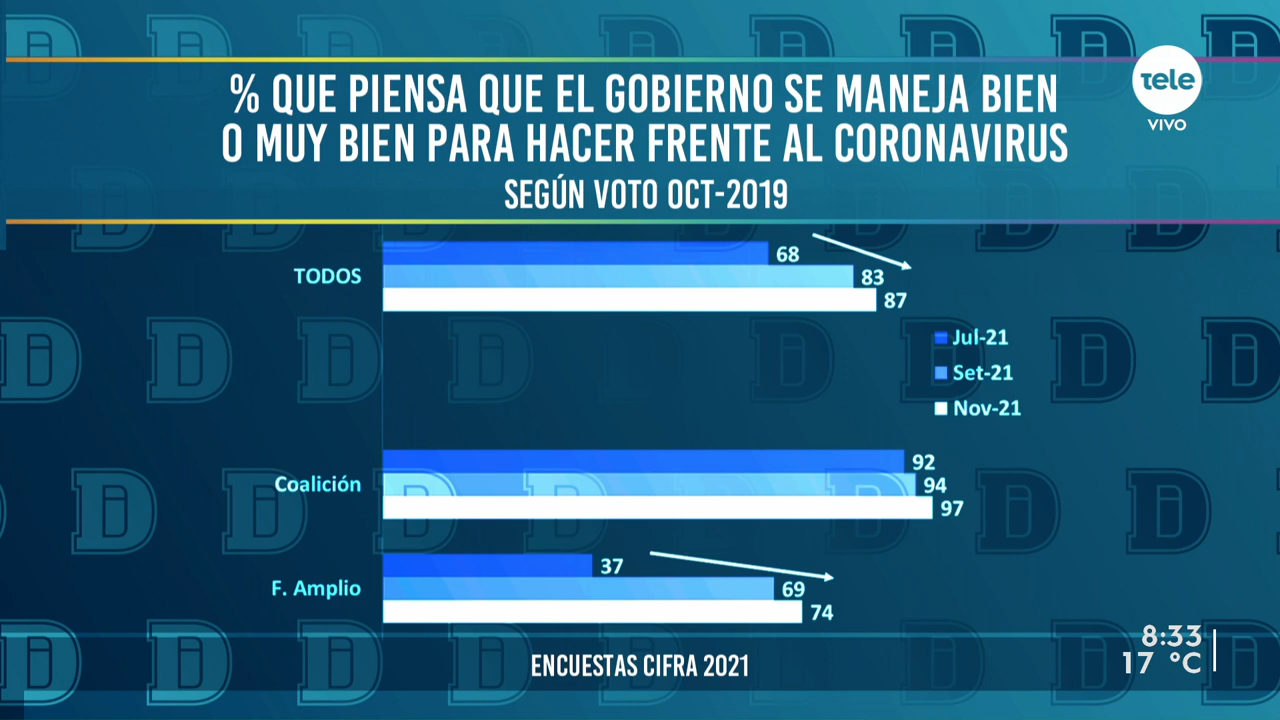 % QUE PIENSA QUE EL GOBIERNO SE MANEJA BIEN
O MUY BIEN PARA HACER FRENTE AL CORONAVIRUS
SEGÚN VOTO OCT-2019
tele
VIVO
TODOS
68
83
87
Jul-21
Set-21
Nov-21
Coalición
92
94
97
F. Amplio
37
69
74
ENCUESTAS CIFRA 2021
8:33
17 °C